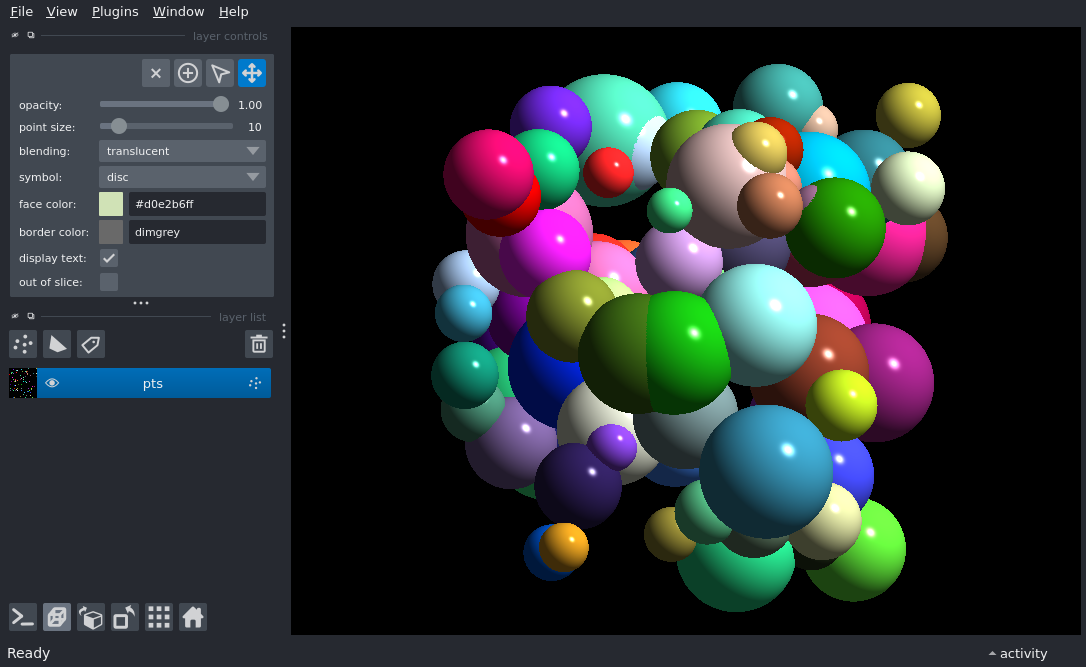 File View Plugins Window Help
layer controls
opacity: 1.00
point size: 10
blending: translucent
symbol: disc
face color: #d0e2b6ff
border color: dimgrey
display text:
out of slice:
layer list
pts
Ready
activity